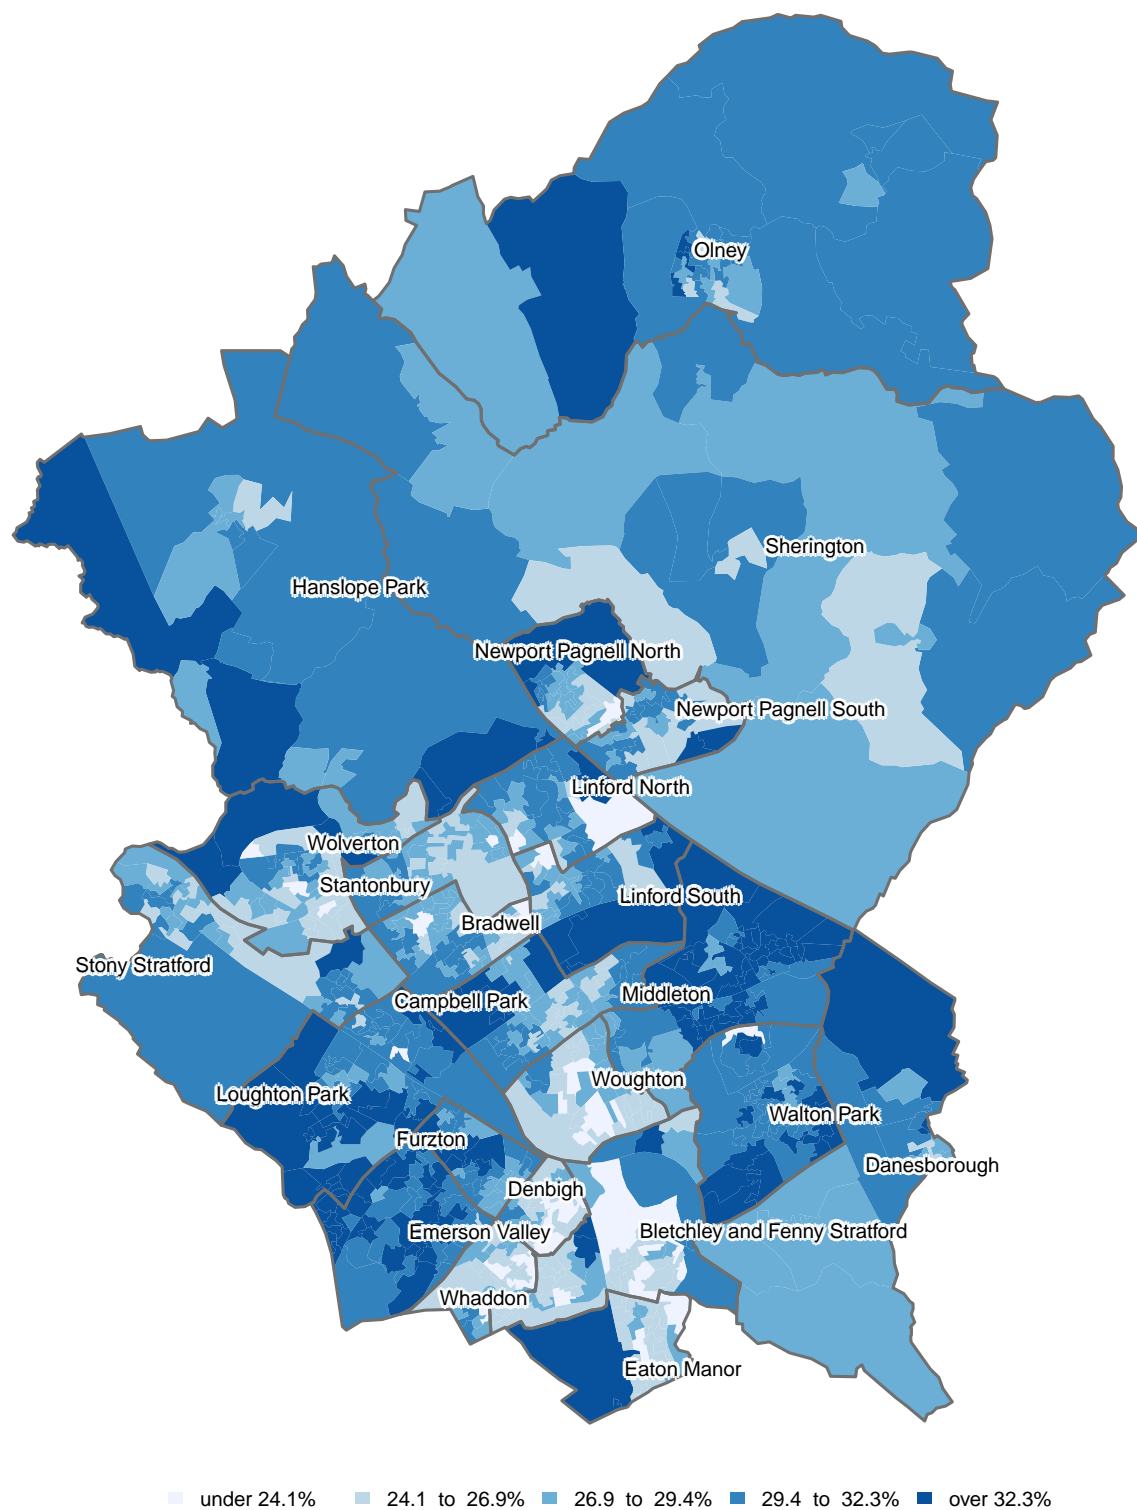 Olney
Sherington
Hanslope Park
Newport Pagnell North
Newport Pagnell South
Linford North
Wolverton
Stantonbury
Linford South
Bradwell
Stony Stratford
Middleton
Campbell Park
Woughton
Loughton Park
Walton Park
Furzton
Danesborough
Denbigh
Emerson Valley
Bletchley and Fenny Stratford
Whaddon
Eaton Manor
under 24.1% 24.1 to 26.9% 26.9 to 29.4% 29.4 to 32.3% over 32.3%